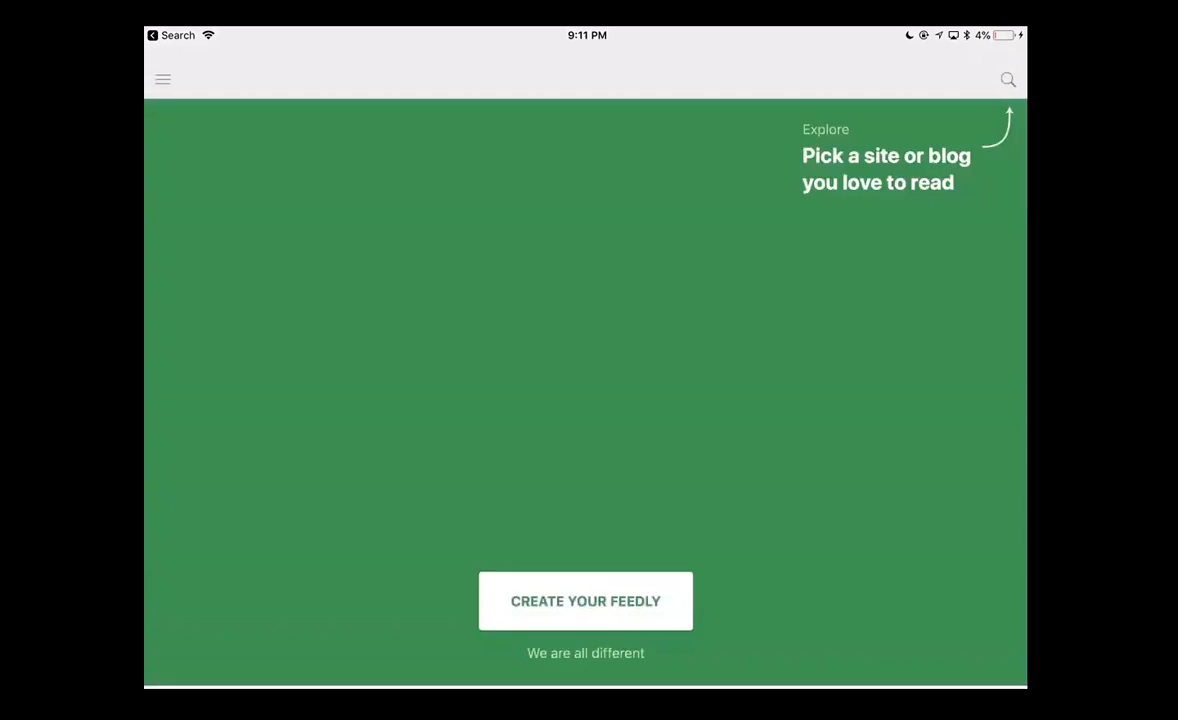 Search
9:11 PM
4%
Explore
Pick a site or blog
you love to read
CREATE YOUR FEEDLY
We are all different